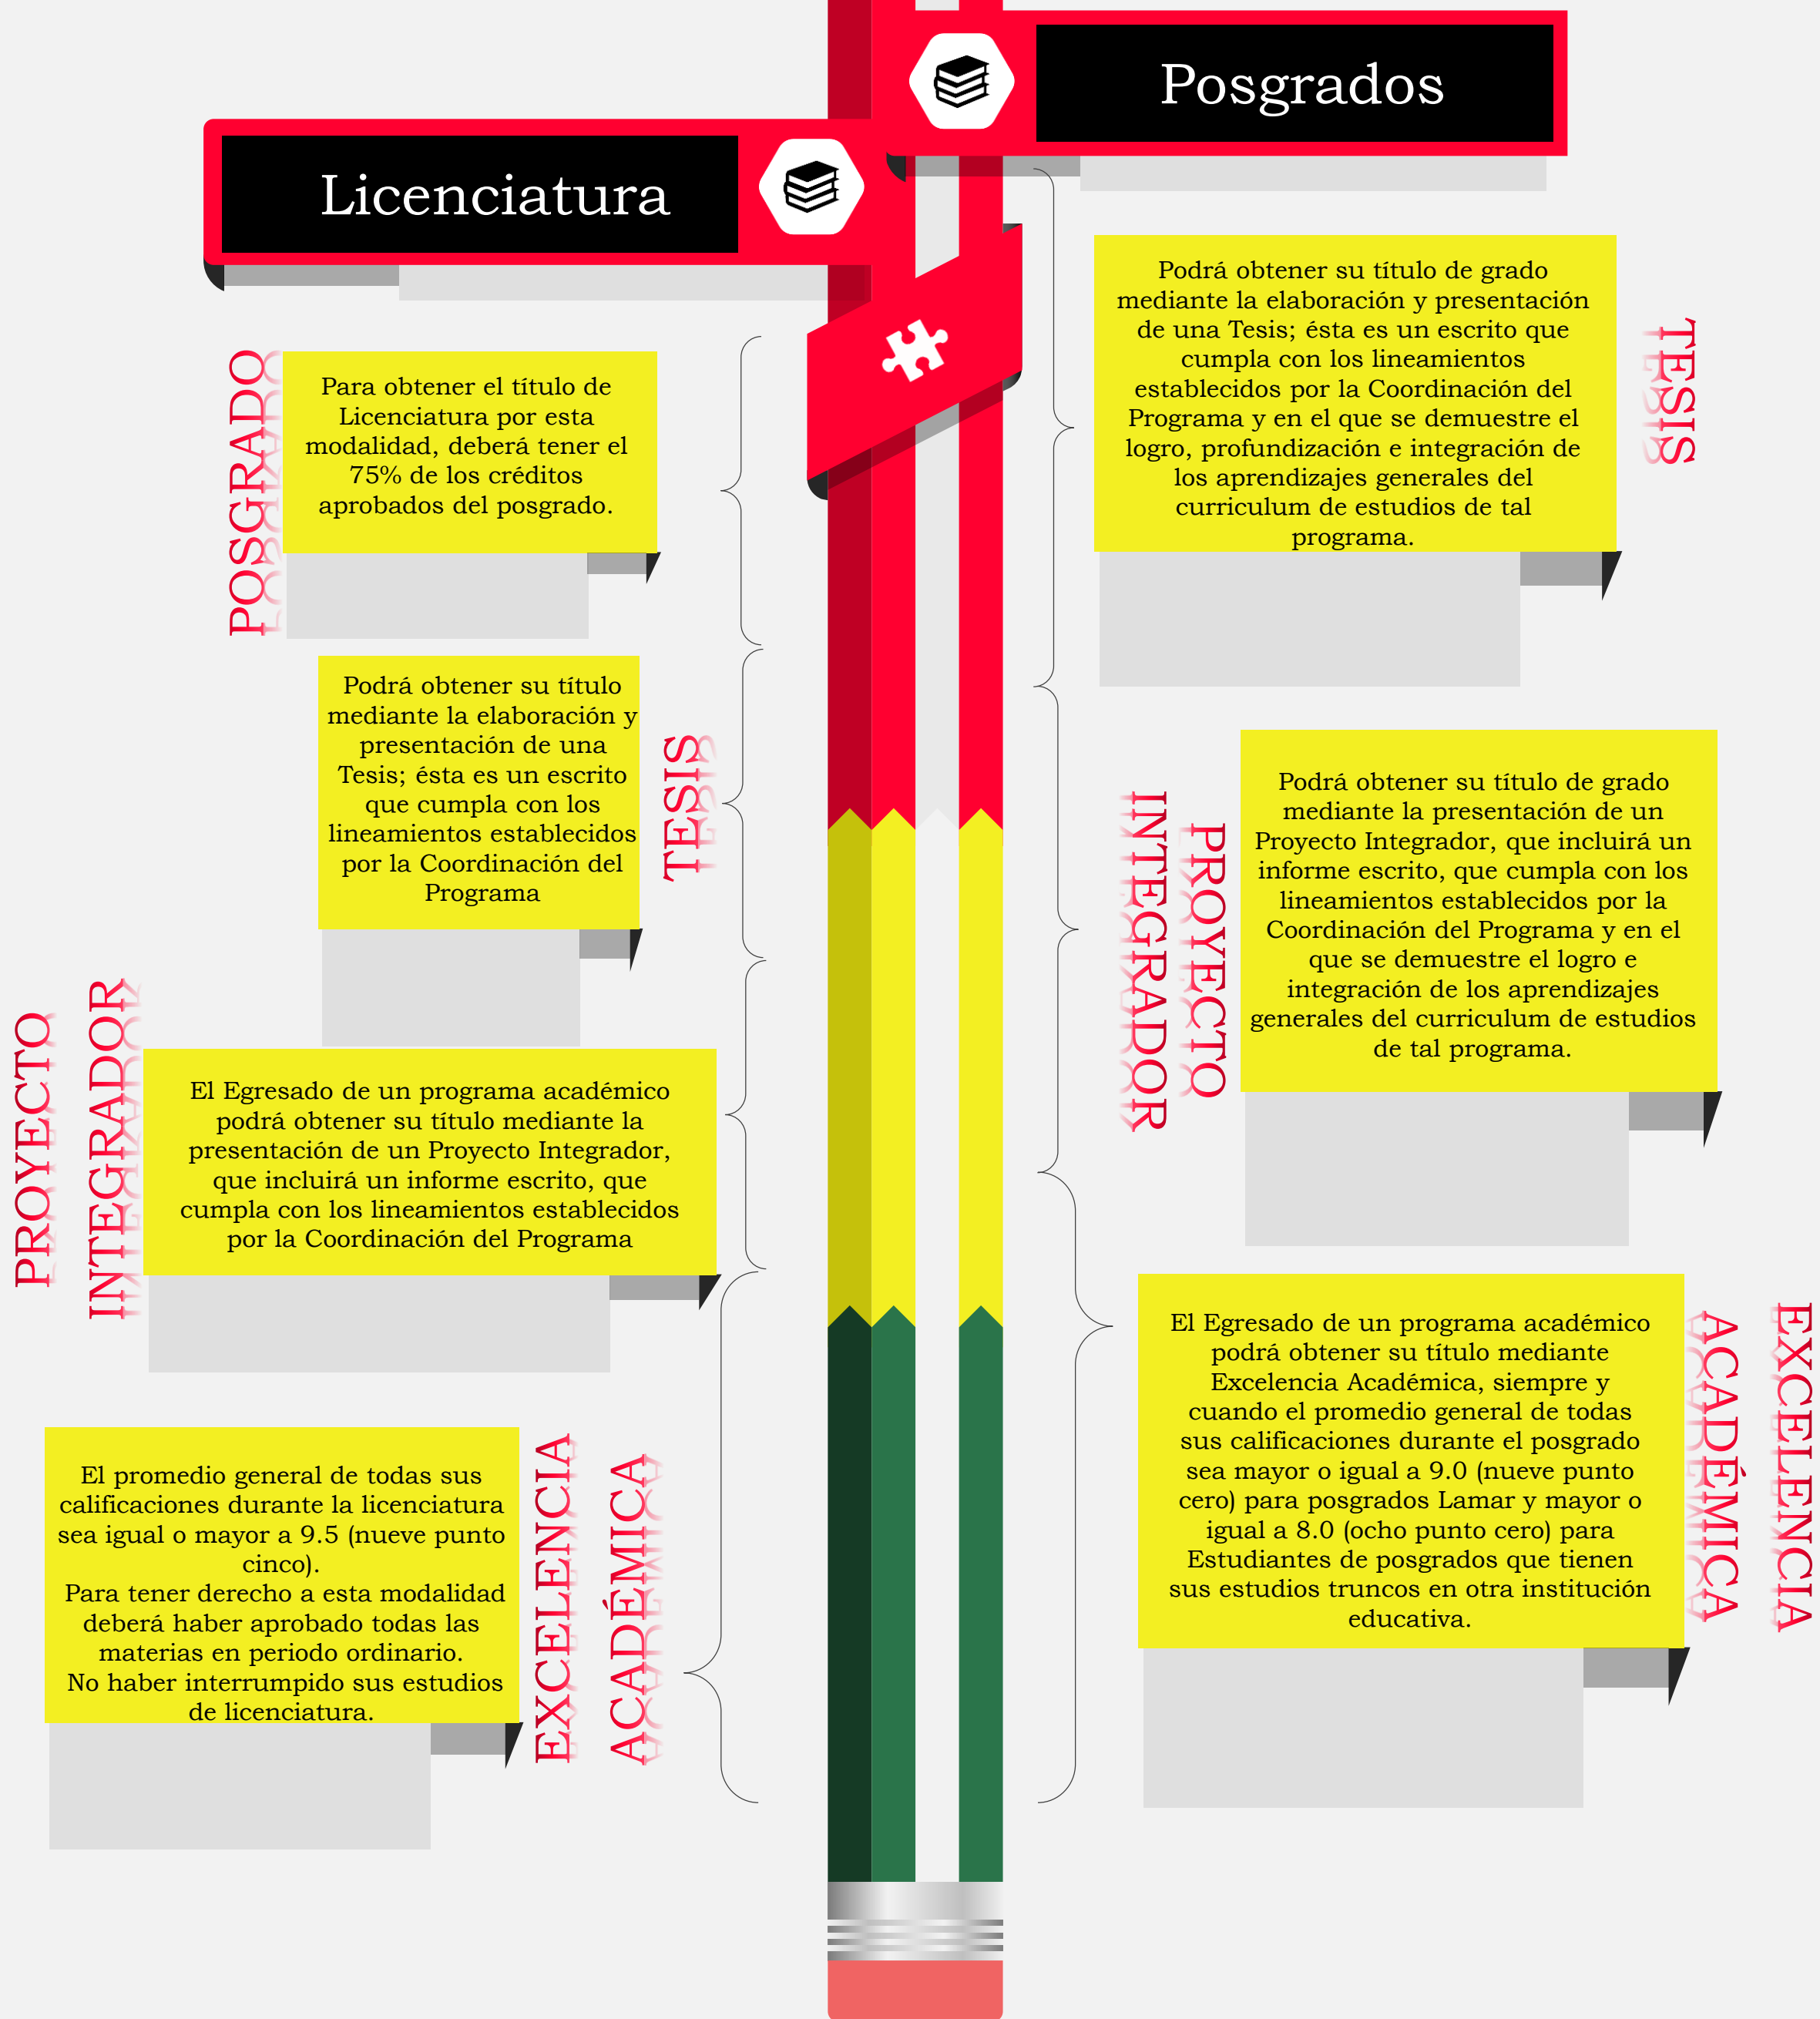 Posgrados
Licenciatura
POSGRADO
Para obtener el título de
Licenciatura por esta
modalidad, deberá tener el
75% de los créditos
aprobados del posgrado.
Podrá obtener su título
mediante la elaboración y
presentación de una
Tesis; ésta es un escrito
que cumpla con los
lineamientos establecidos
por la Coordinación del
Programa
TESIS
PROYECTO
INTEGRADOR
El Egresado de un programa académico
podrá obtener su título mediante la
presentación de un Proyecto Integrador,
que incluirá un informe escrito, que
cumpla con los lineamientos establecidos
por la Coordinación del Programa
El promedio general de todas sus
calificaciones durante la licenciatura
sea igual o mayor a 9.5 (nueve punto
cinco).
Para tener derecho a esta modalidad
deberá haber aprobado todas las
materias en periodo ordinario.
No haber interrumpido sus estudios
de licenciatura.
EXCELENCIA
ACADÉMICA
Podrá obtener su título de grado
mediante la elaboración y presentación
de una Tesis; ésta es un escrito que
cumpla con los lineamientos
establecidos por la Coordinación del
Programa y en el que se demuestre el
logro, profundización e integración de
los aprendizajes generales del
curriculum de estudios de tal
programa.
TESIS
PROYECTO
INTEGRADOR
Podrá obtener su título de grado
mediante la presentación de un
Proyecto Integrador, que incluirá un
informe escrito, que cumpla con los
lineamientos establecidos por la
Coordinación del Programa y en el
que se demuestre el logro e
integración de los aprendizajes
generales del curriculum de estudios
de tal programa.
El Egresado de un programa académico
podrá obtener su título mediante
Excelencia Académica, siempre y
cuando el promedio general de todas
sus calificaciones durante el posgrado
sea mayor o igual a 9.0 (nueve punto
cero) para posgrados Lamar y mayor o
igual a 8.0 (ocho punto cero) para
Estudiantes de posgrados que tienen
sus estudios truncos en otra institución
educativa.
EXCELENCIA
ACADÉMICA